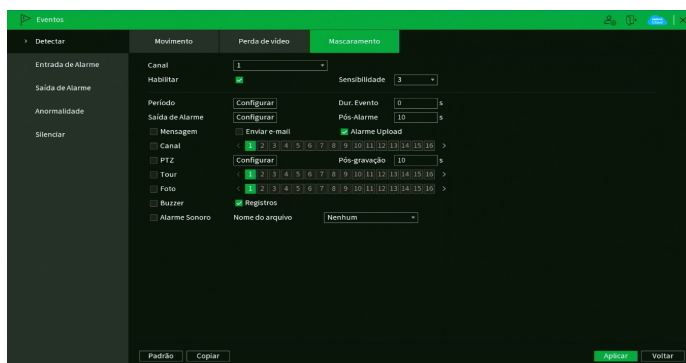 Eventos
Detectar
Movimento
Perda de vídeo
Mascaramento
Entrada de Alarme
Saída de Alarme
Anormalidade
Silenciar
Canal 1
Habilitar Sensibilidade 3
Período Configurar Dur. Evento 0 s
Saída de Alarme Configurar Pós-Alarme 10 s
Mensagem Enviar e-mail Alarme Upload
Canal 1 2 3 4 5 6 7 8 9 10 11 12 13 14 15 16
PTZ Configurar Pós-gravação 10 s
Tour 1 2 3 4 5 6 7 8 9 10 11 12 13 14 15 16
Foto 1 2 3 4 5 6 7 8 9 10 11 12 13 14 15 16
Buzzer Registros
Alarme Sonoro Nome do arquivo Nenhum
Padrão Copiar Aplicar Voltar